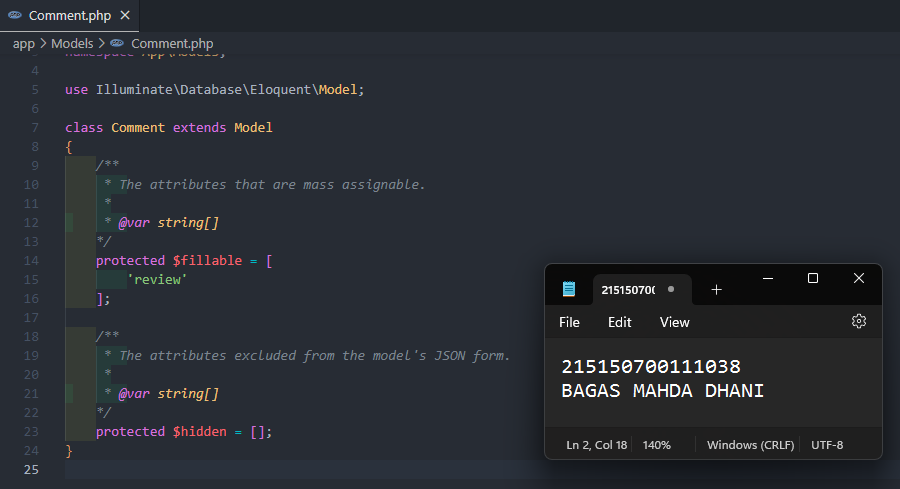 Comment.php
app > Models > Comment.php
3 namespace App\Models;
4
5 use Illuminate\Database\Eloquent\Model;
6
7 class Comment extends Model
8 {
9 /**
10 * The attributes that are mass assignable.
11 *
12 * @var string[]
13 */
14 protected $fillable = [
15 'review'
16 ];
17
18 /**
19 * The attributes excluded from the model's JSON form.
20 *
21 * @var string[]
22 */
23 protected $hidden = [];
24 }
25
215150700
File Edit View
215150700111038
BAGAS MAHDA DHANI
Ln 2, Col 18 140% Windows (CRLF) UTF-8